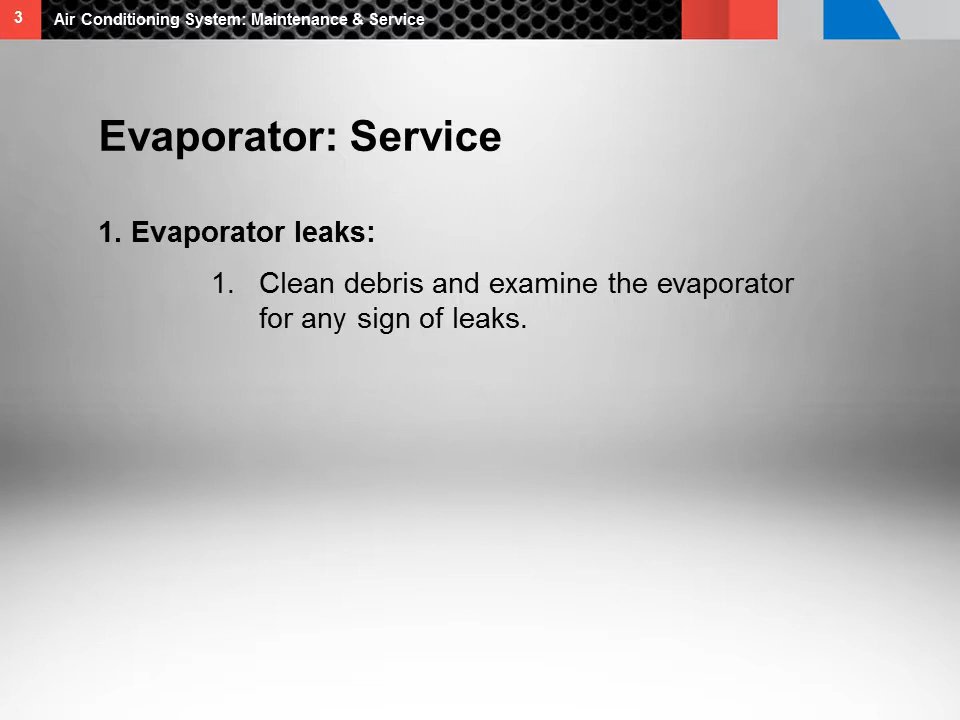 3
Air Conditioning System: Maintenance & Service
Evaporator: Service
1. Evaporator leaks:
1. Clean debris and examine the evaporator
for any sign of leaks.